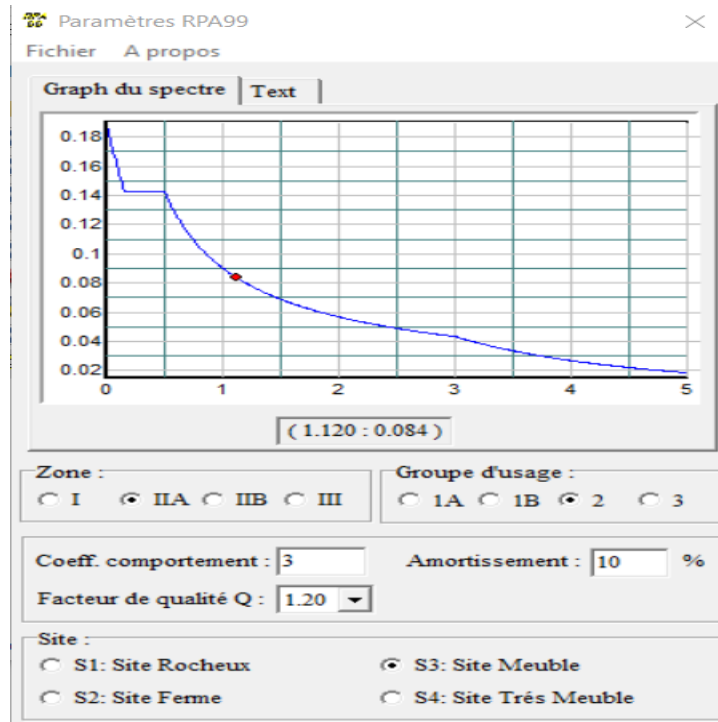 Paramètres RPA99
Fichier A propos
Graph du spectre Text
0.18
0.16
0.14
0.12
0.1
0.08
0.06
0.04
0.02
0 1 2 3 4 5
( 1.120 : 0.084 )
Zone :
I IIA IIB III
Groupe d'usage :
1A 1B 2 3
Coeff. comportement : 3 Amortissement : 10 %
Facteur de qualité Q : 1.20
Site :
S1: Site Rocheux S3: Site Meuble
S2: Site Ferme S4: Site Trés Meuble